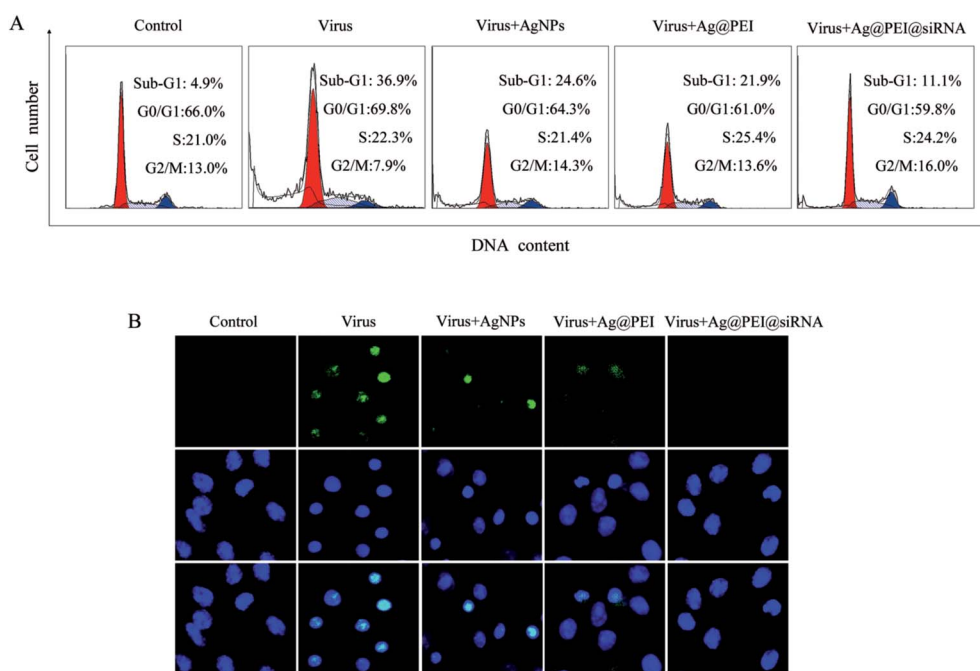 A
Control
Virus
Virus+AgNPs
Virus+Ag@PEI
Virus+Ag@PEI@siRNA
Cell number
Sub-G1: 4.9%
G0/G1:66.0%
S:21.0%
G2/M:13.0%
Sub-G1: 36.9%
G0/G1:69.8%
S:22.3%
G2/M:7.9%
Sub-G1: 24.6%
G0/G1:64.3%
S:21.4%
G2/M:14.3%
Sub-G1: 21.9%
G0/G1:61.0%
S:25.4%
G2/M:13.6%
Sub-G1: 11.1%
G0/G1:59.8%
S:24.2%
G2/M:16.0%
DNA content
B
Control
Virus
Virus+AgNPs
Virus+Ag@PEI
Virus+Ag@PEI@siRNA